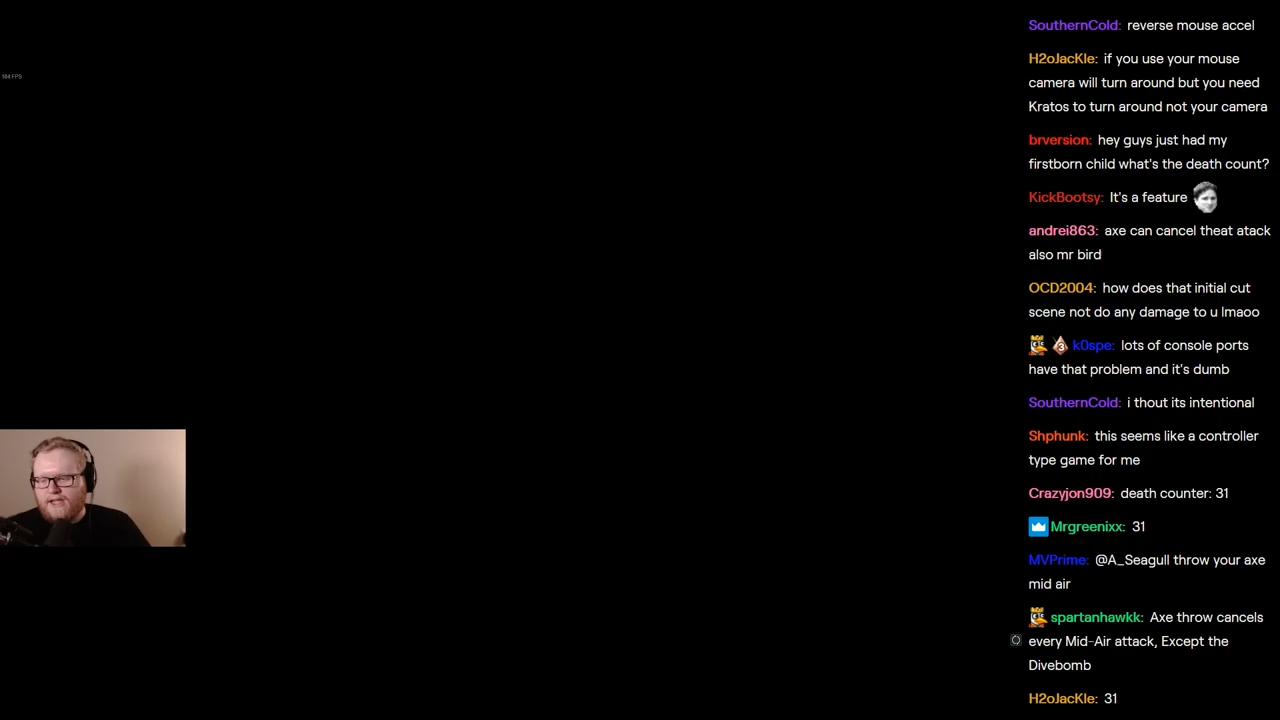 SouthernCold: reverse mouse accel
184 FPS
H2oJacKle: if you use your mouse
camera will turn around but you need
Kratos to turn around not your camera
brversion: hey guys just had my
firstborn child what's the death count?
KickBootsy: It's a feature
andrei863: axe can cancel theat atack
also mr bird
OCD2004: how does that initial cut
scene not do any damage to u lmaoo
k0spe: lots of console ports
have that problem and it's dumb
SouthernCold: i thout its intentional
Shphunk: this seems like a controller
type game for me
Crazyjon909: death counter: 31
Mrgreenixx: 31
MVPrime: @A_Seagull throw your axe
mid air
spartanhawkk: Axe throw cancels
every Mid-Air attack, Except the
Divebomb
H2oJacKle: 31